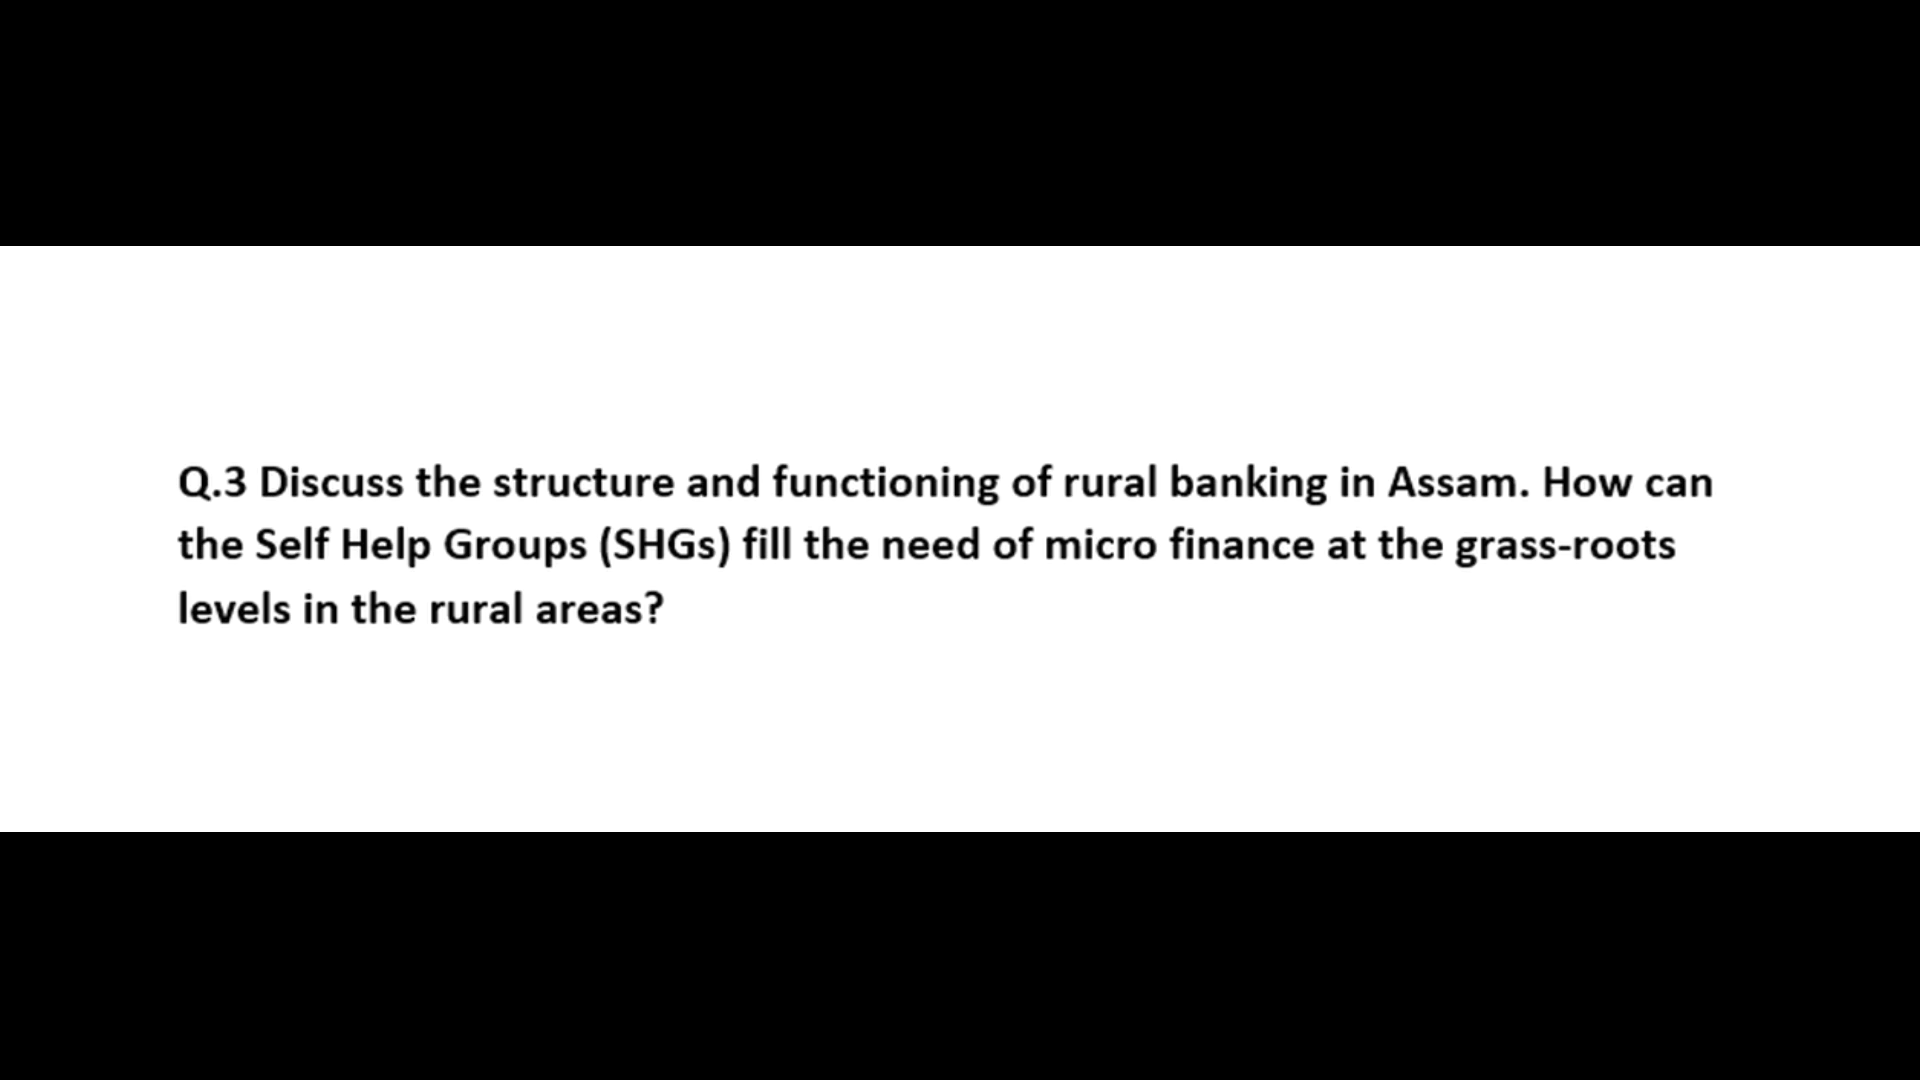 Q.3 Discuss the structure and functioning of rural banking in Assam. How can
the Self Help Groups (SHGs) fill the need of micro finance at the grass-roots
levels in the rural areas?